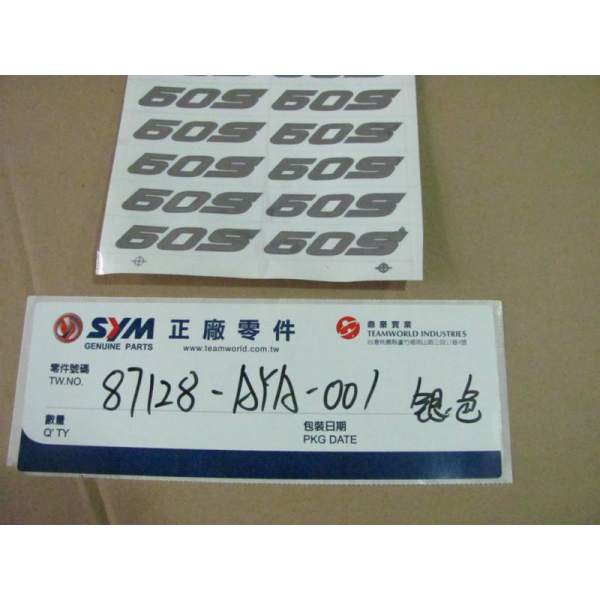 60S 60S
60S 60S
60S 60S
60S 60S
60S 60S
SYM 正廠零件 鼎豪實業
GENUINE PARTS www.teamworld.com.tw TEAMWORLD INDUSTRIES
零件號碼
TW.NO. 87128-AYA-001 銀色
數量 包裝日期
Q'TY PKG DATE